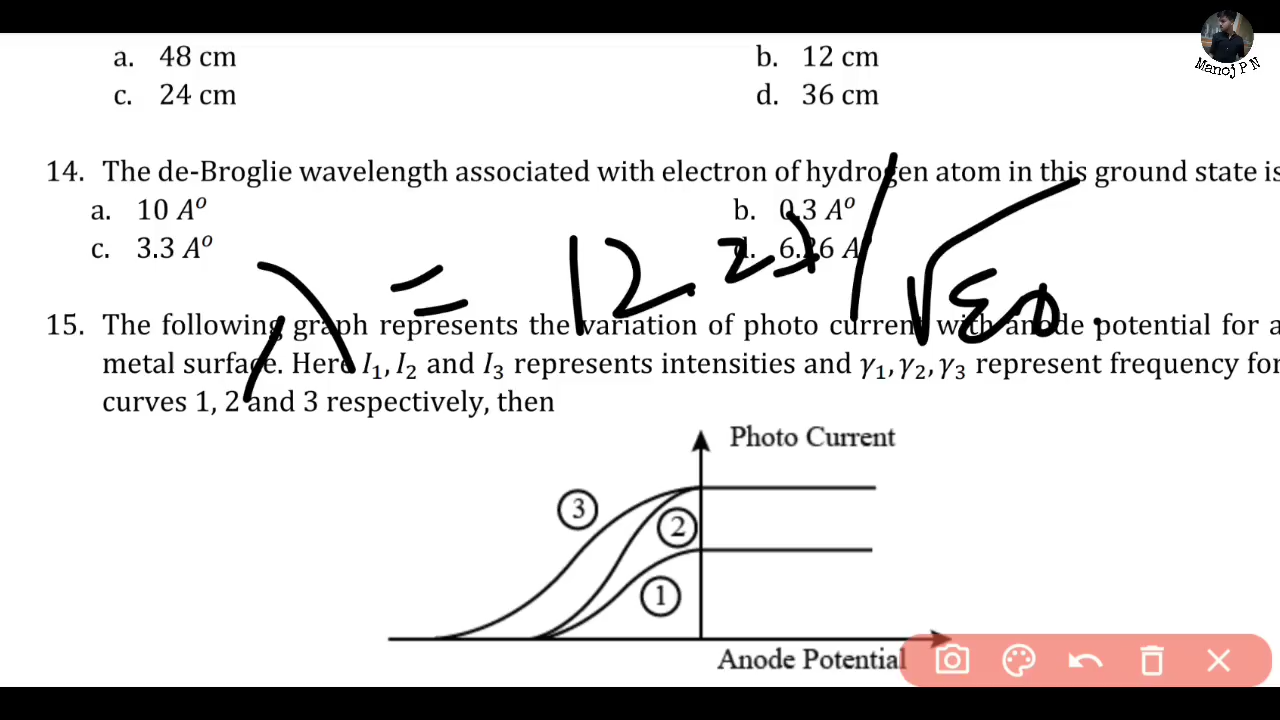 a. 48 cm b. 12 cm
c. 24 cm d. 36 cm
Manoj P N
14. The de-Broglie wavelength associated with electron of hydrogen atom in this ground state is
a. 10 Aº b. 0.3 Aº
c. 3.3 Aº d. 6.26 A
λ = 12.27/√
15. The following graph represents the variation of photo current with anode potential for a
metal surface. Here I₁, I₂ and I₃ represents intensities and γ₁, γ₂, γ₃ represent frequency for
curves 1, 2 and 3 respectively, then
Photo Current
3
2
1
Anode Potential